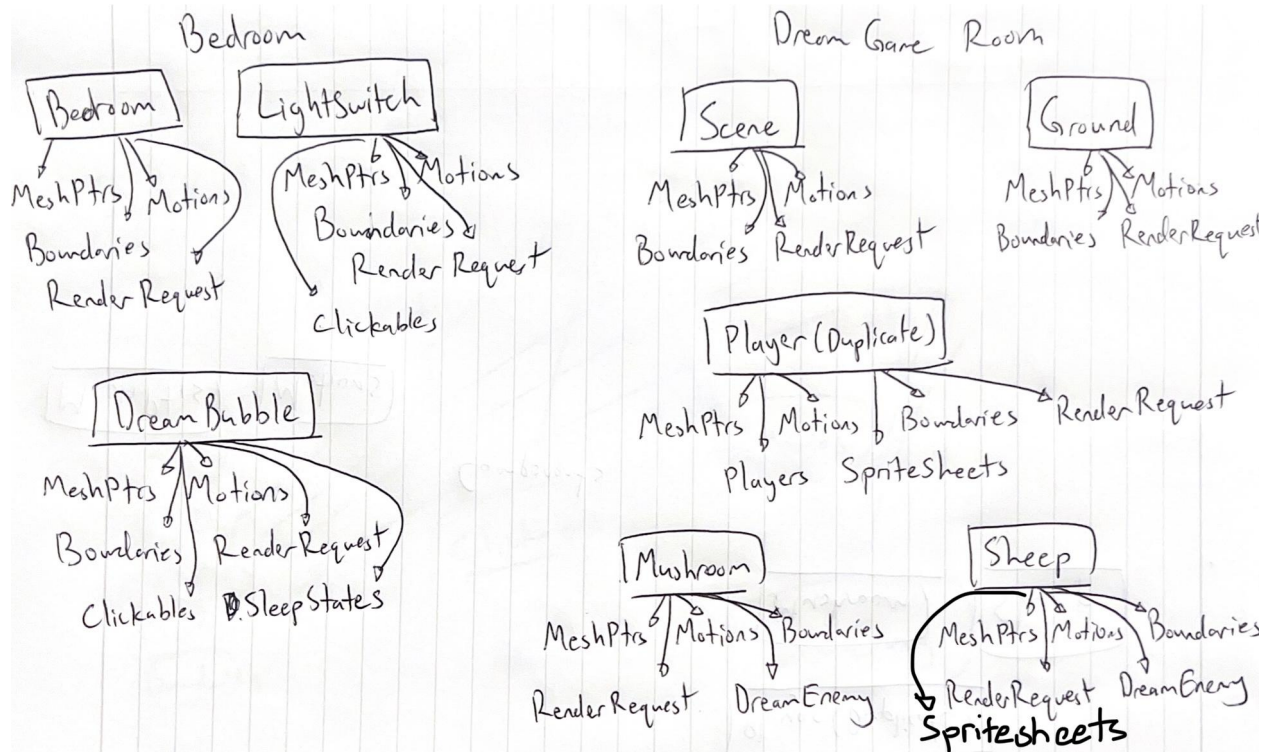 Bedroom
Bedroom
LightSwitch
MeshPtrs
Motions
Boundaries
Render Request
MeshPtrs
Motions
Boundaries
Render Request
Clickables
Dream Bubble
MeshPtrs
Motions
Boundaries
RenderRequest
Clickables
SleepStates
Dream Game Room
Scene
Ground
MeshPtrs
Motions
Boundaries
RenderRequest
MeshPtrs
Motions
Boundaries
RenderRequest
Player (Duplicate)
MeshPtrs
Motions
Boundaries
RenderRequest
Players
SpriteSheets
Mushroom
Sheep
MeshPtrs
Motions
Boundaries
RenderRequest
DreamEnemy
MeshPtrs
Motions
Boundaries
RenderRequest
DreamEnemy
Spritesheets